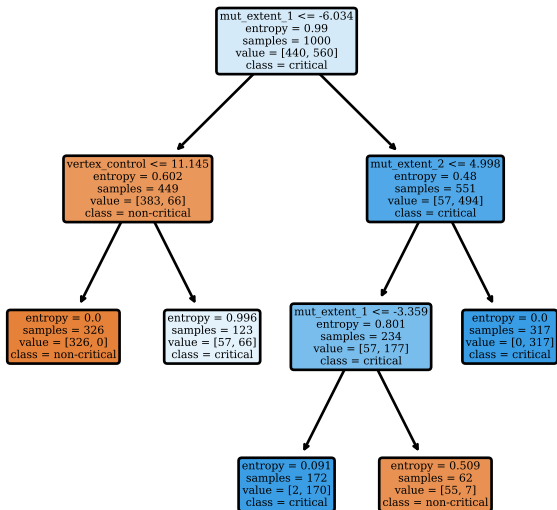 mut_extent_1 <= -6.034
entropy = 0.99
samples = 1000
value = [440, 560]
class = critical
vertex_control <= 11.145
entropy = 0.602
samples = 449
value = [383, 66]
class = non-critical
mut_extent_2 <= 4.998
entropy = 0.48
samples = 551
value = [57, 494]
class = critical
entropy = 0.0
samples = 326
value = [326, 0]
class = non-critical
entropy = 0.996
samples = 123
value = [57, 66]
class = critical
mut_extent_1 <= -3.359
entropy = 0.801
samples = 234
value = [57, 177]
class = critical
entropy = 0.0
samples = 317
value = [0, 317]
class = critical
entropy = 0.091
samples = 172
value = [2, 170]
class = critical
entropy = 0.509
samples = 62
value = [55, 7]
class = non-critical